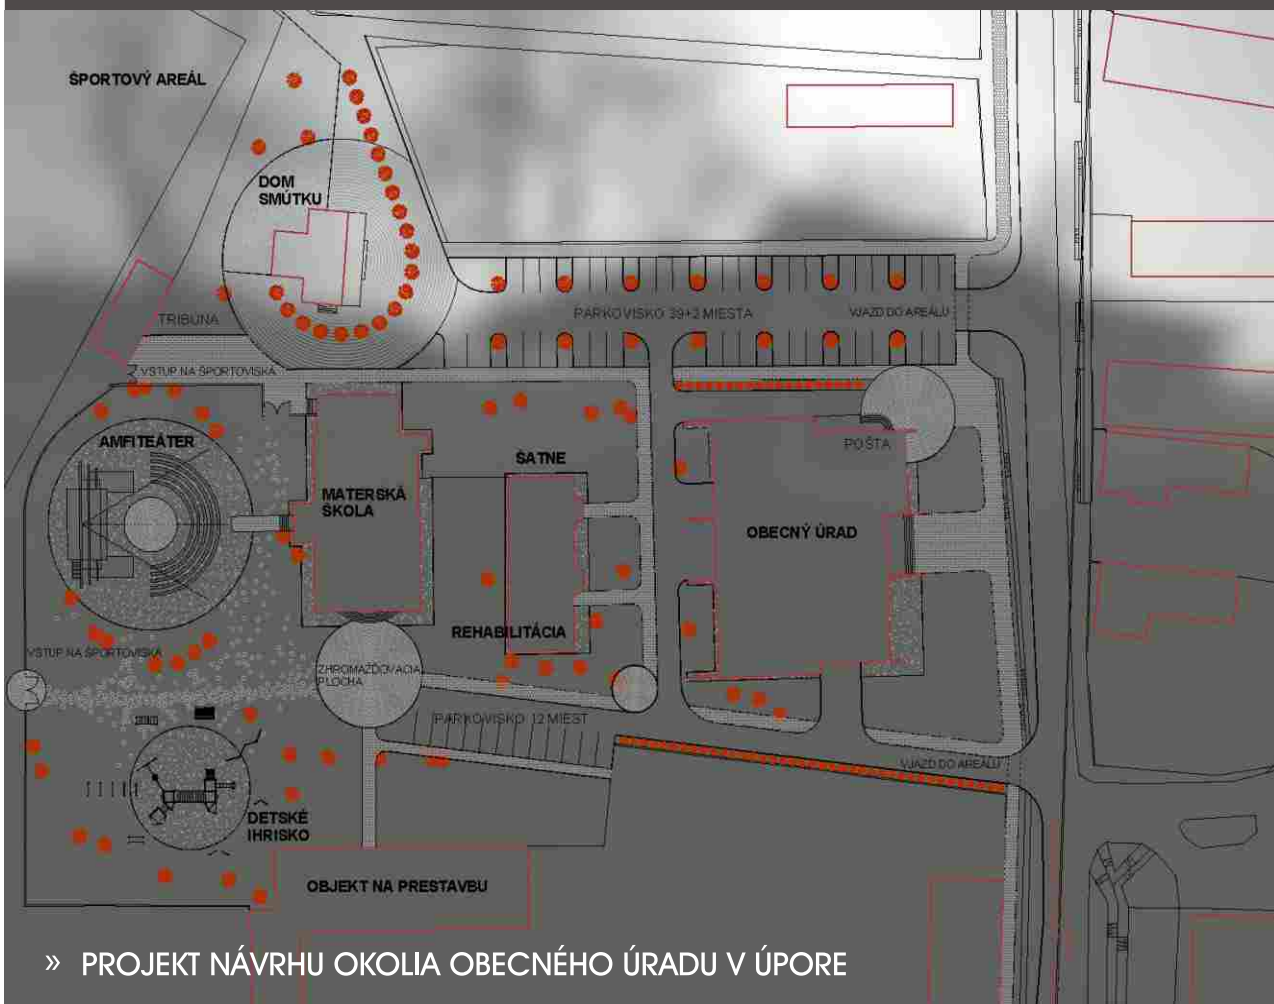 ŠPORTOVÝ AREÁL
DOM
SMÚTKU
TRIBÚNA
PARKOVISKO 39+2 MIESTA
VJAZD DO AREÁLU
VSTUP NA ŠPORTOVISKÁ
AMFITEÁTER
MATERSKÁ
ŠKOLA
ŠATNE
POŠTA
OBECNÝ ÚRAD
REHABILITÁCIA
VSTUP NA ŠPORTOVISKÁ
ZHROMAŽĎOVACIA
PLOCHA
PARKOVISKO 12 MIEST
VJAZD DO AREÁLU
DETSKÉ
IHRISKO
OBJEKT NA PRESTAVBU
» PROJEKT NÁVRHU OKOLIA OBECNÉHO ÚRADU V ÚPORE